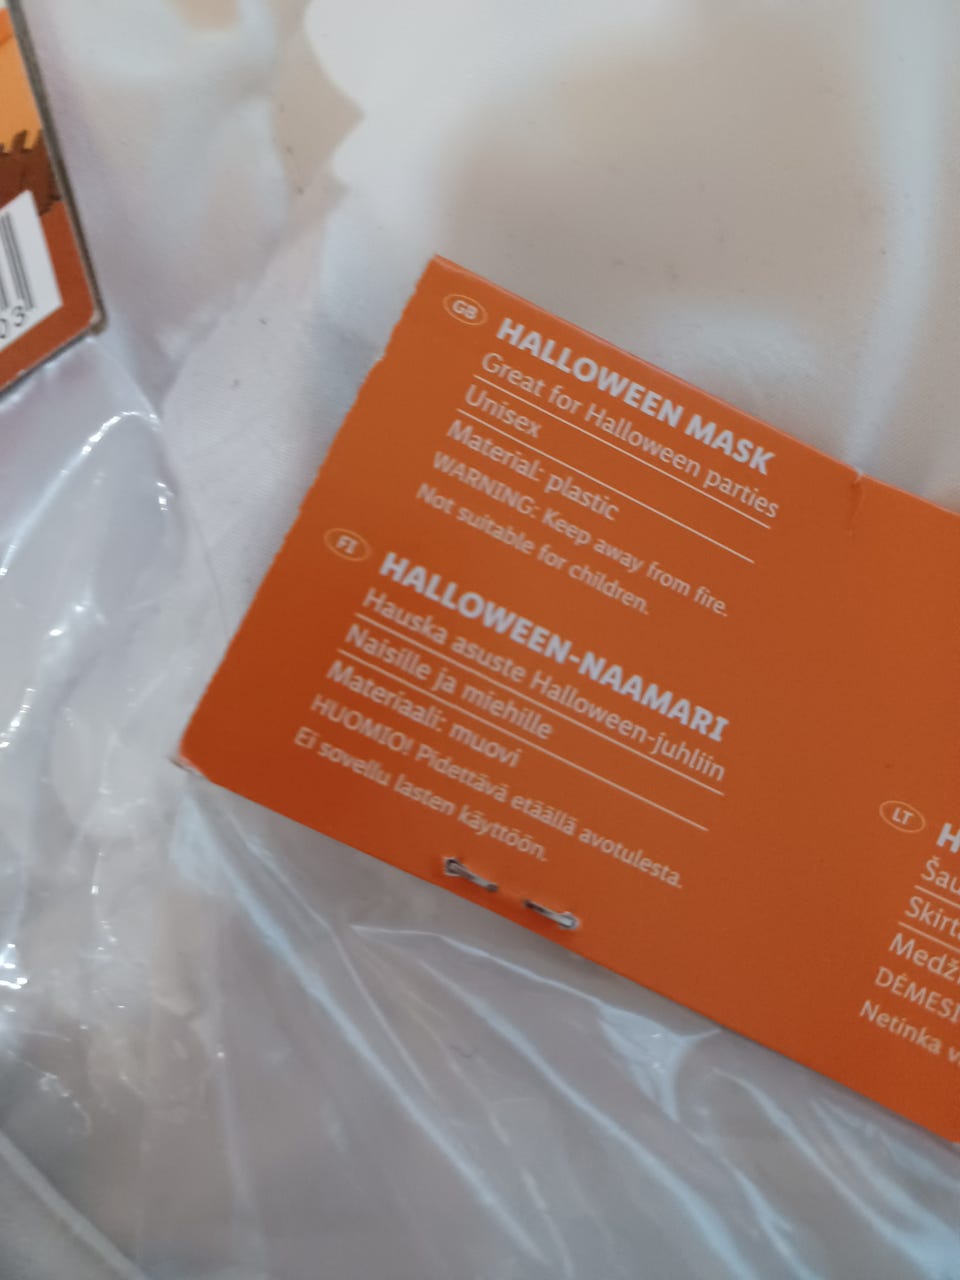 03
GB
HALLOWEEN MASK
Great for Halloween parties
Unisex
Material: plastic
WARNING: Keep away from fire.
Not suitable for children.
FI
HALLOWEEN-NAAMARI
Hauska asuste Halloween-juhliin
Naisille ja miehille
Materiaali: muovi
HUOMIO! Pidettävä etäällä avotulesta.
Ei sovellu lasten käyttöön.
LT
Netinka